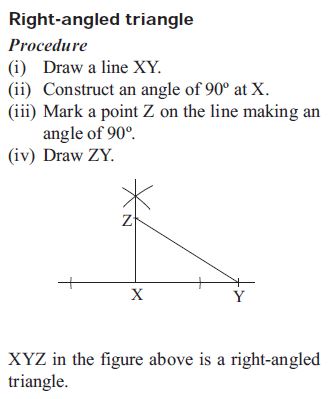 Right-angled triangle
Procedure
(i) Draw a line XY.
(ii) Construct an angle of 90º at X.
(iii) Mark a point Z on the line making an
angle of 90º.
(iv) Draw ZY.
Z
X
Y
XYZ in the figure above is a right-angled
triangle.